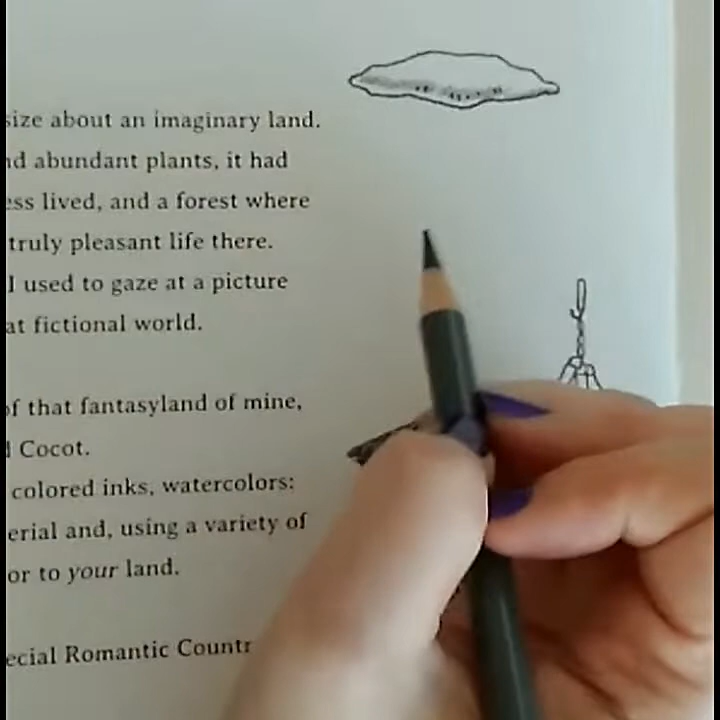 size about an imaginary land.
nd abundant plants, it had
ess lived, and a forest where
truly pleasant life there.
I used to gaze at a picture
at fictional world.
of that fantasyland of mine,
Cocot.
colored inks, watercolors:
erial and, using a variety of
or to your land.
ecial Romantic Countr